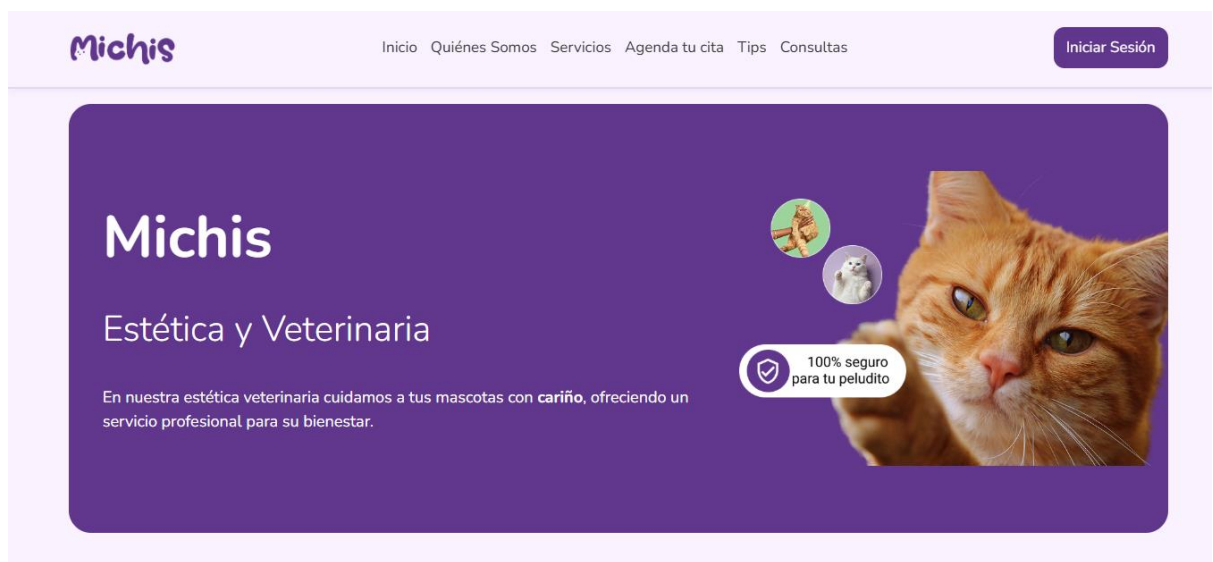 Michis
Inicio Quiénes Somos Servicios Agenda tu cita Tips Consultas
Iniciar Sesión
Michis
Estética y Veterinaria
En nuestra estética veterinaria cuidamos a tus mascotas con cariño, ofreciendo un
servicio profesional para su bienestar.
100% seguro
para tu peludito